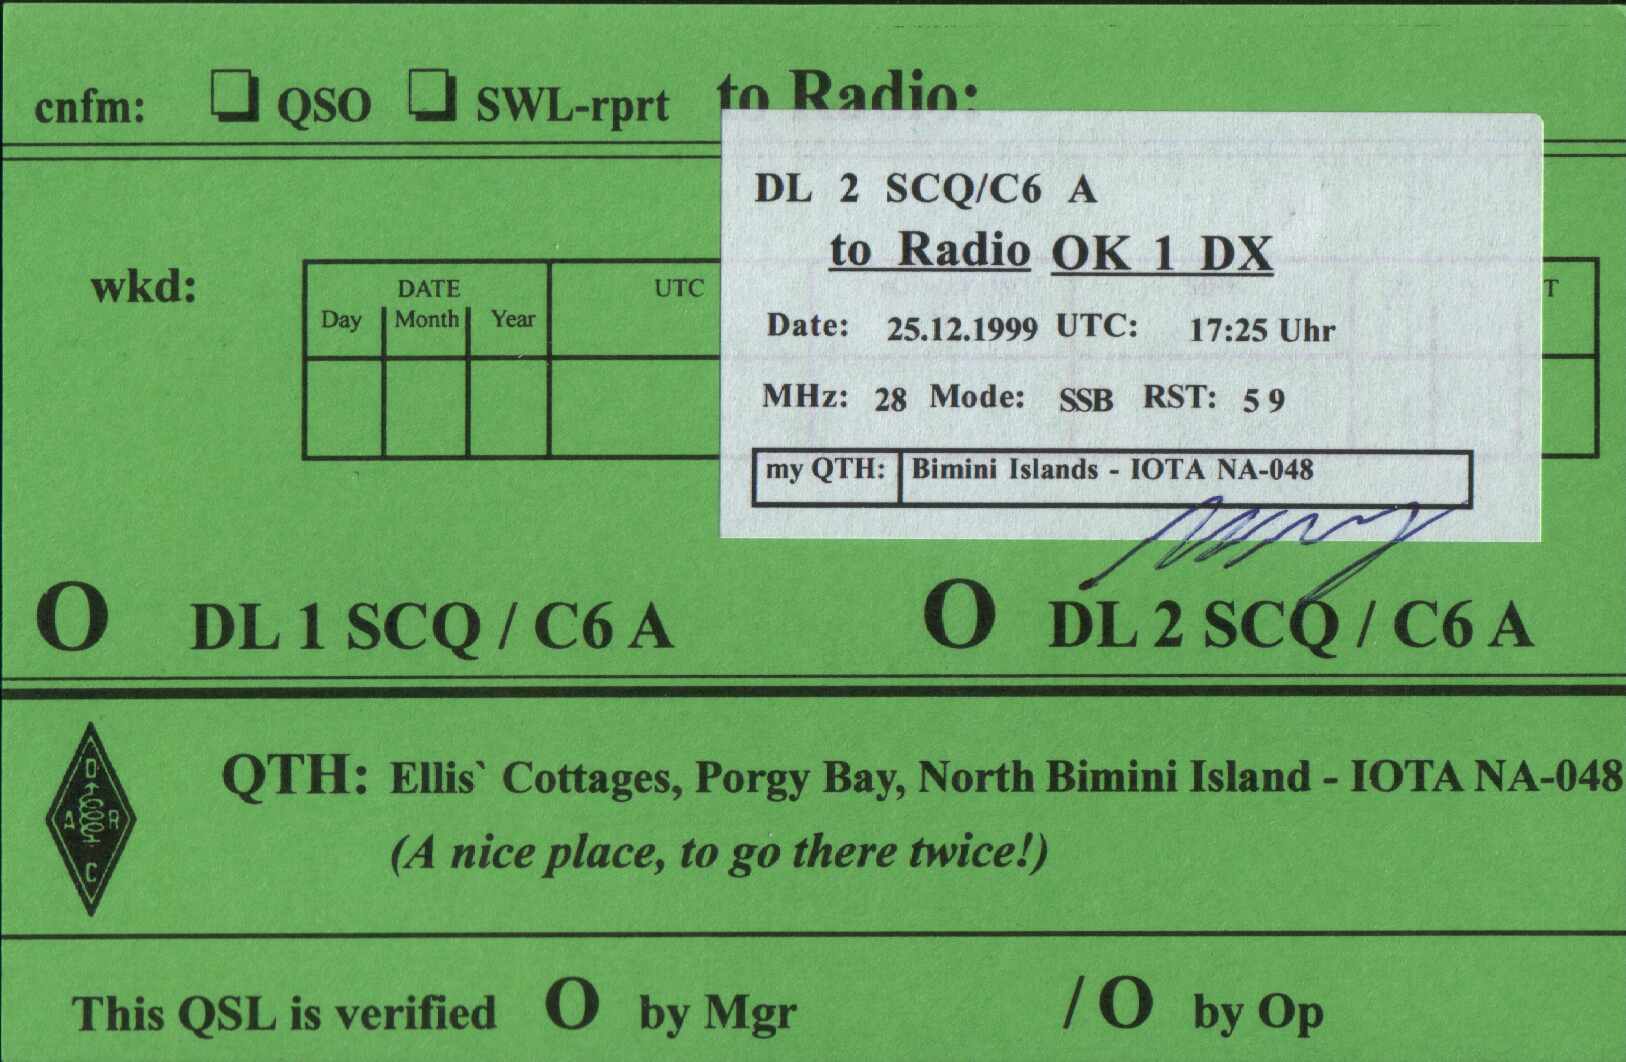 cnfm: QSO SWL-rprt to Radio:
DL 2 SCQ/C6 A
to Radio OK 1 DX
wkd:
DATE UTC T
Day Month Year
Date: 25.12.1999 UTC: 17:25 Uhr
MHz: 28 Mode: SSB RST: 5 9
my QTH: Bimini Islands - IOTA NA-048
O DL 1 SCQ / C6 A O DL 2 SCQ / C6 A
D
A R
C
QTH: Ellis` Cottages, Porgy Bay, North Bimini Island - IOTA NA-048
(A nice place, to go there twice!)
This QSL is verified O by Mgr / O by Op